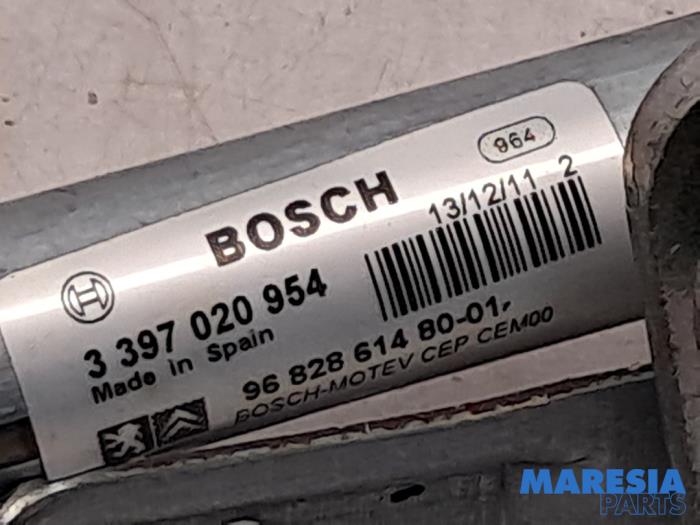 964
BOSCH
13/12/11 2
3 397 020 954
Made in Spain
96 828 614 80-01,
BOSCH-MOTEV CEP CEM00
MARESIA
PARTS